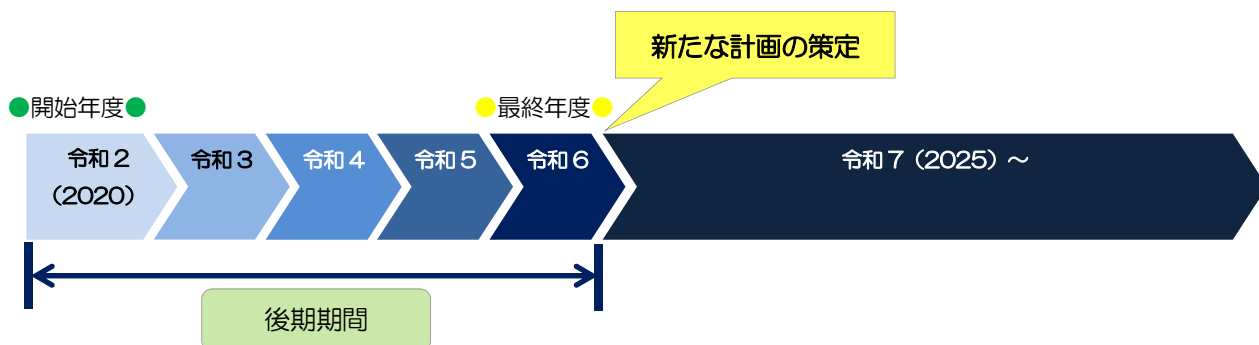 新たな計画の策定
●開始年度●
●最終年度●
令和２
（2020）
令和３
令和４
令和５
令和６
令和７（2025）～
後期期間